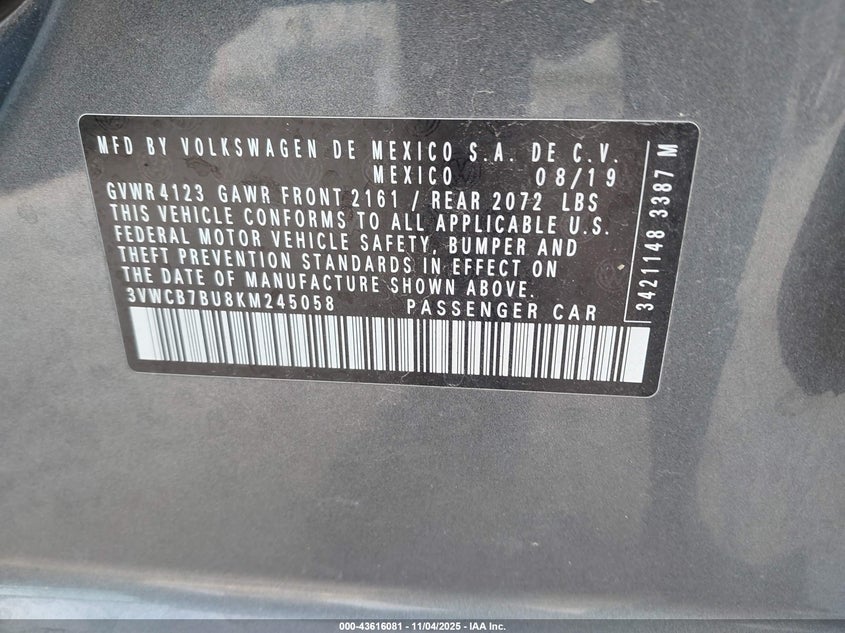 MFD BY VOLKSWAGEN DE MEXICO S.A. DE C.V.
MEXICO 08/19
GVWR 4123 GAWR FRONT 2161 / REAR 2072 LBS
THIS VEHICLE CONFORMS TO ALL APPLICABLE U.S.
FEDERAL MOTOR VEHICLE SAFETY, BUMPER AND
THEFT PREVENTION STANDARDS IN EFFECT ON
THE DATE OF MANUFACTURE SHOWN ABOVE.
3VWCB7BU8KM245058 PASSENGER CAR
3421148 3387 M
000-43616081 - 11/04/2025 - IAA Inc.